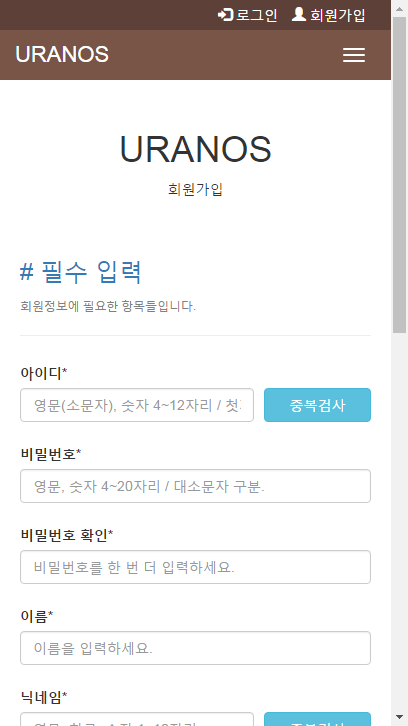 로그인 회원가입
URANOS
URANOS
회원가입
# 필수 입력
회원정보에 필요한 항목들입니다.
아이디*
영문(소문자), 숫자 4~12자리 / 첫
중복검사
비밀번호*
영문, 숫자 4~20자리 / 대소문자 구분.
비밀번호 확인*
비밀번호를 한 번 더 입력하세요.
이름*
이름을 입력하세요.
닉네임*
중복검사